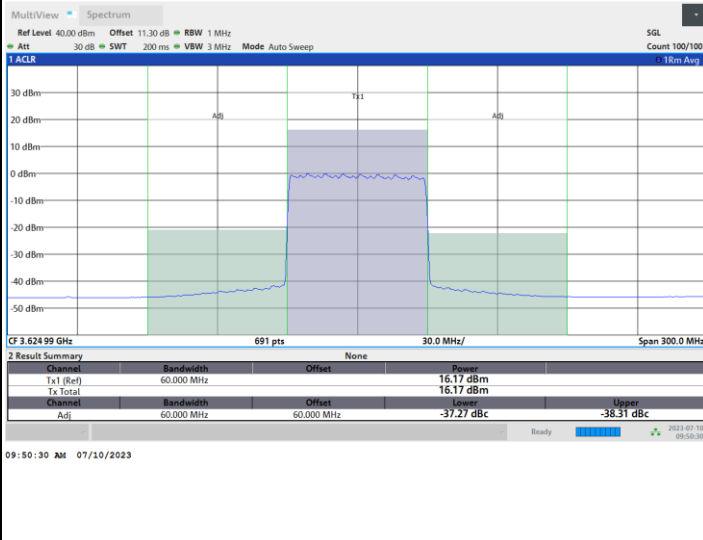 MultiView Spectrum
Ref Level 40.00 dBm Offset 11.30 dB RBW 1 MHz SGL
Att 30 dB SWT 200 ms VBW 3 MHz Mode Auto Sweep Count 100/100
1 ACLR 1Rm Avg
30 dBm
Tx1
20 dBm
Adj Adj
10 dBm
0 dBm
-10 dBm
-20 dBm
-30 dBm
-40 dBm
-50 dBm
CF 3.624 99 GHz 691 pts 30.0 MHz/ Span 300.0 MHz
2 Result Summary None
Channel Bandwidth Offset Power
Tx1 (Ref) 60.000 MHz 16.17 dBm
Tx Total 16.17 dBm
Channel Bandwidth Offset Lower Upper
Adj 60.000 MHz 60.000 MHz -37.27 dBc -38.31 dBc
Ready 2023-07-10
09:50:30
09:50:30 AM 07/10/2023